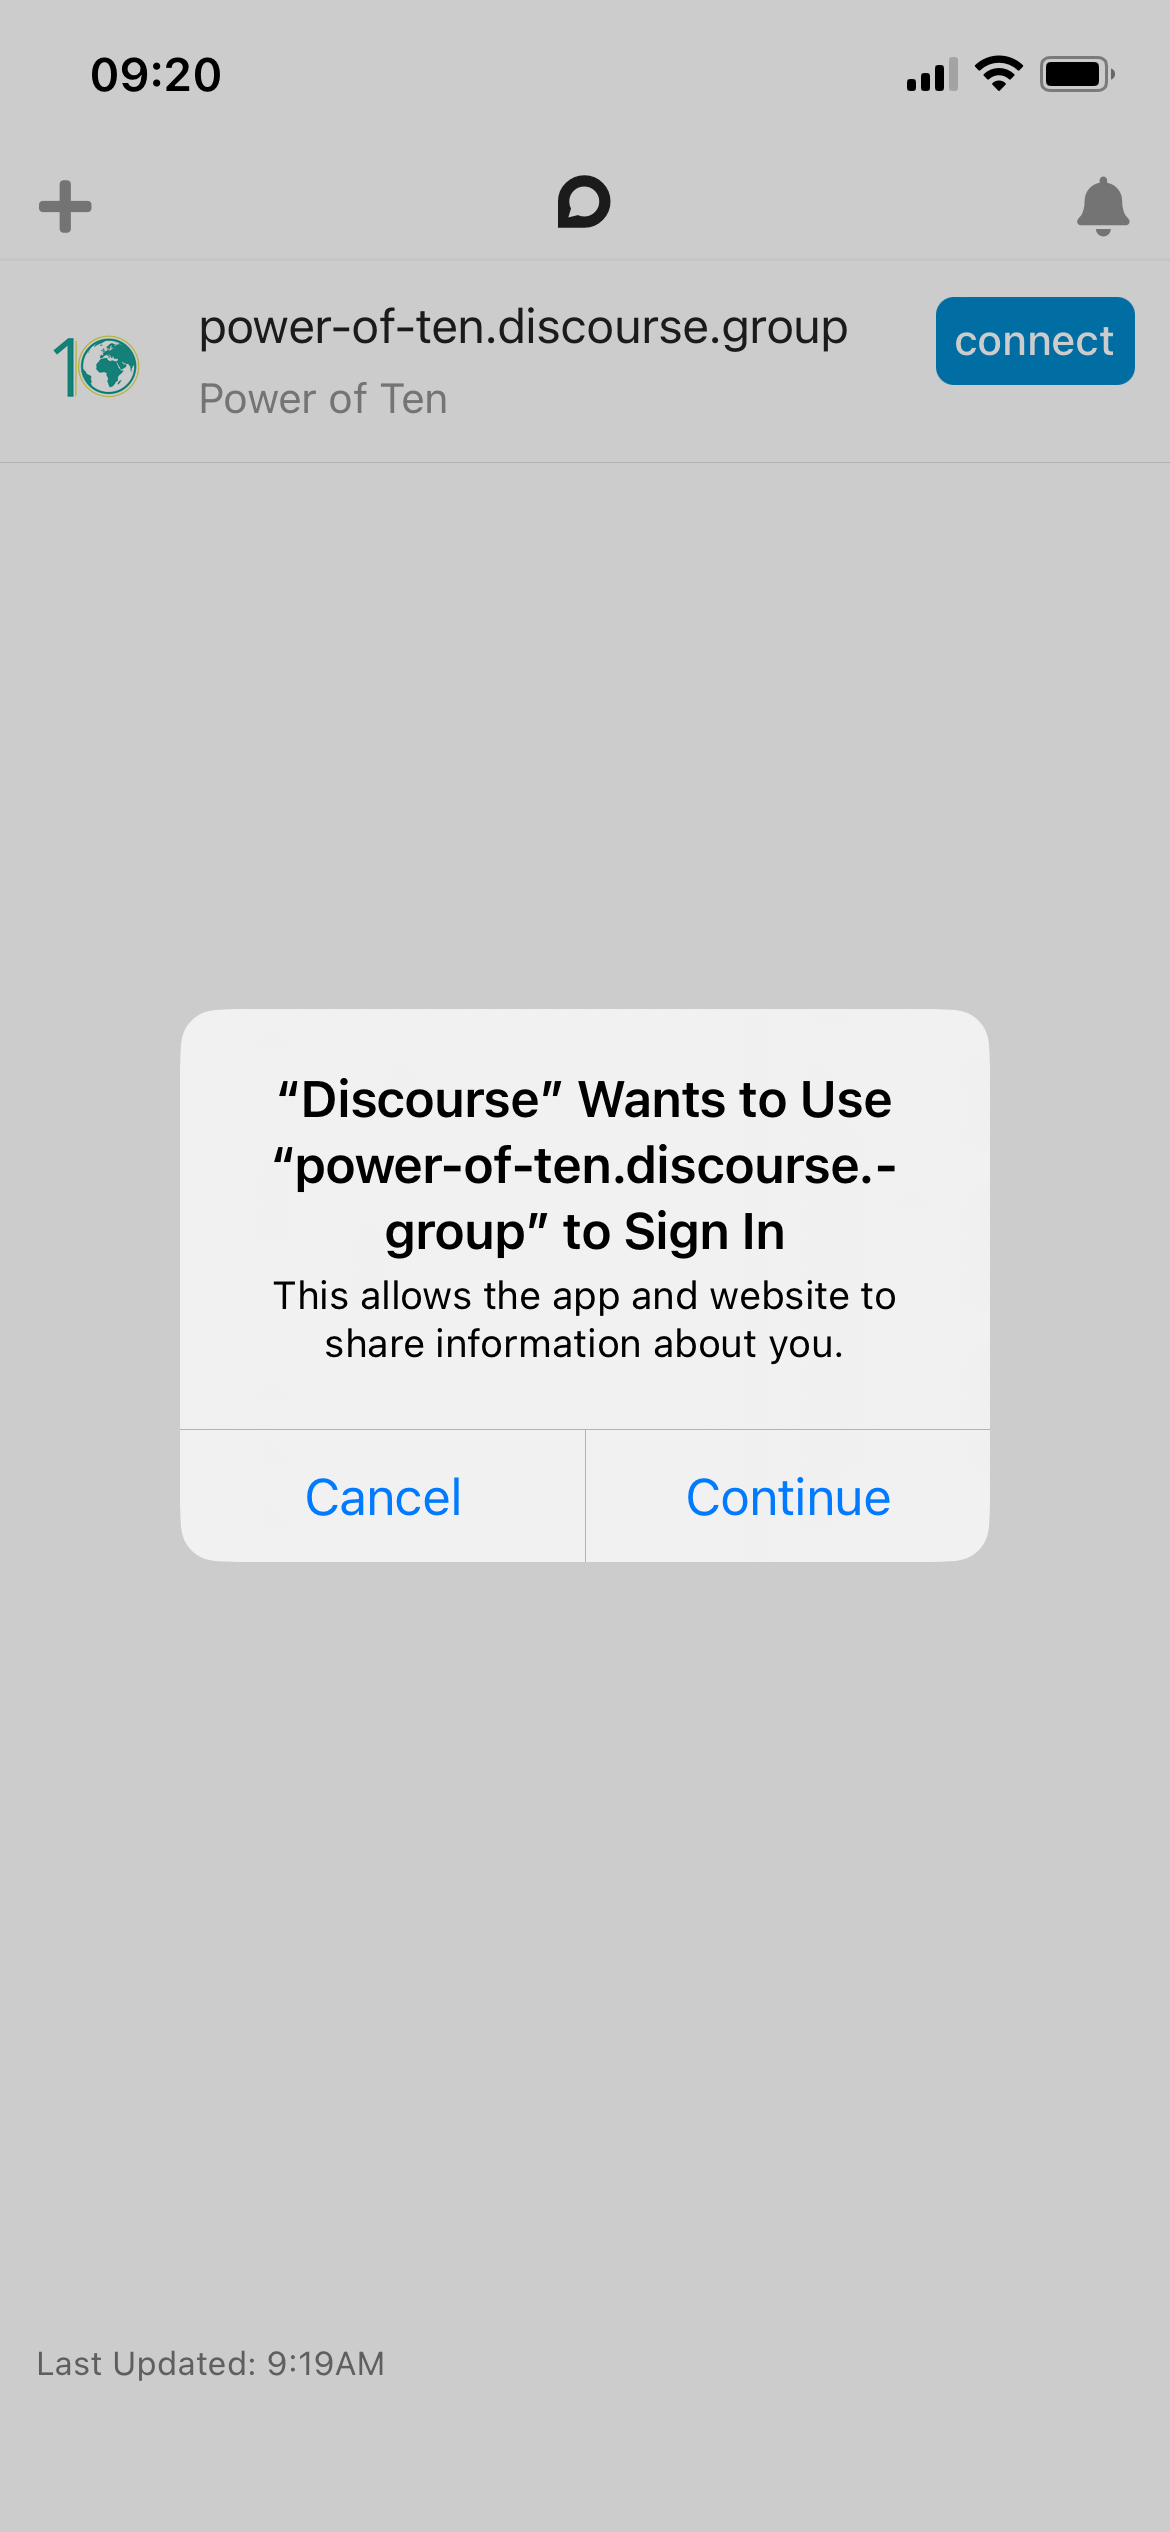 09:20
10
power-of-ten.discourse.group
connect
Power of Ten
“Discourse” Wants to Use
“power-of-ten.discourse.-
group” to Sign In
This allows the app and website to
share information about you.
Cancel
Continue
Last Updated: 9:19AM